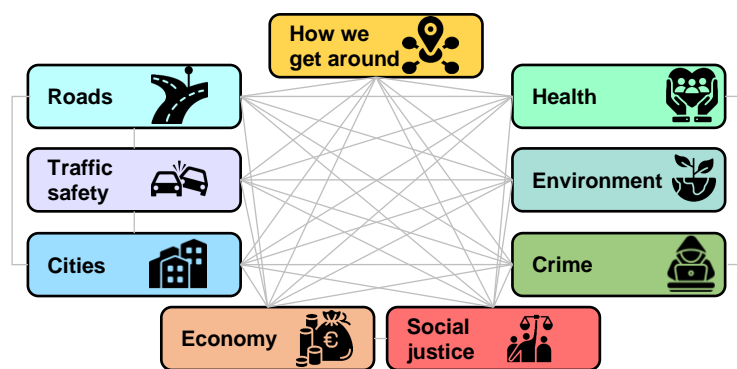 How we
get around
Roads
Health
Traffic
safety
Environment
Cities
Crime
Economy
€
Social
justice